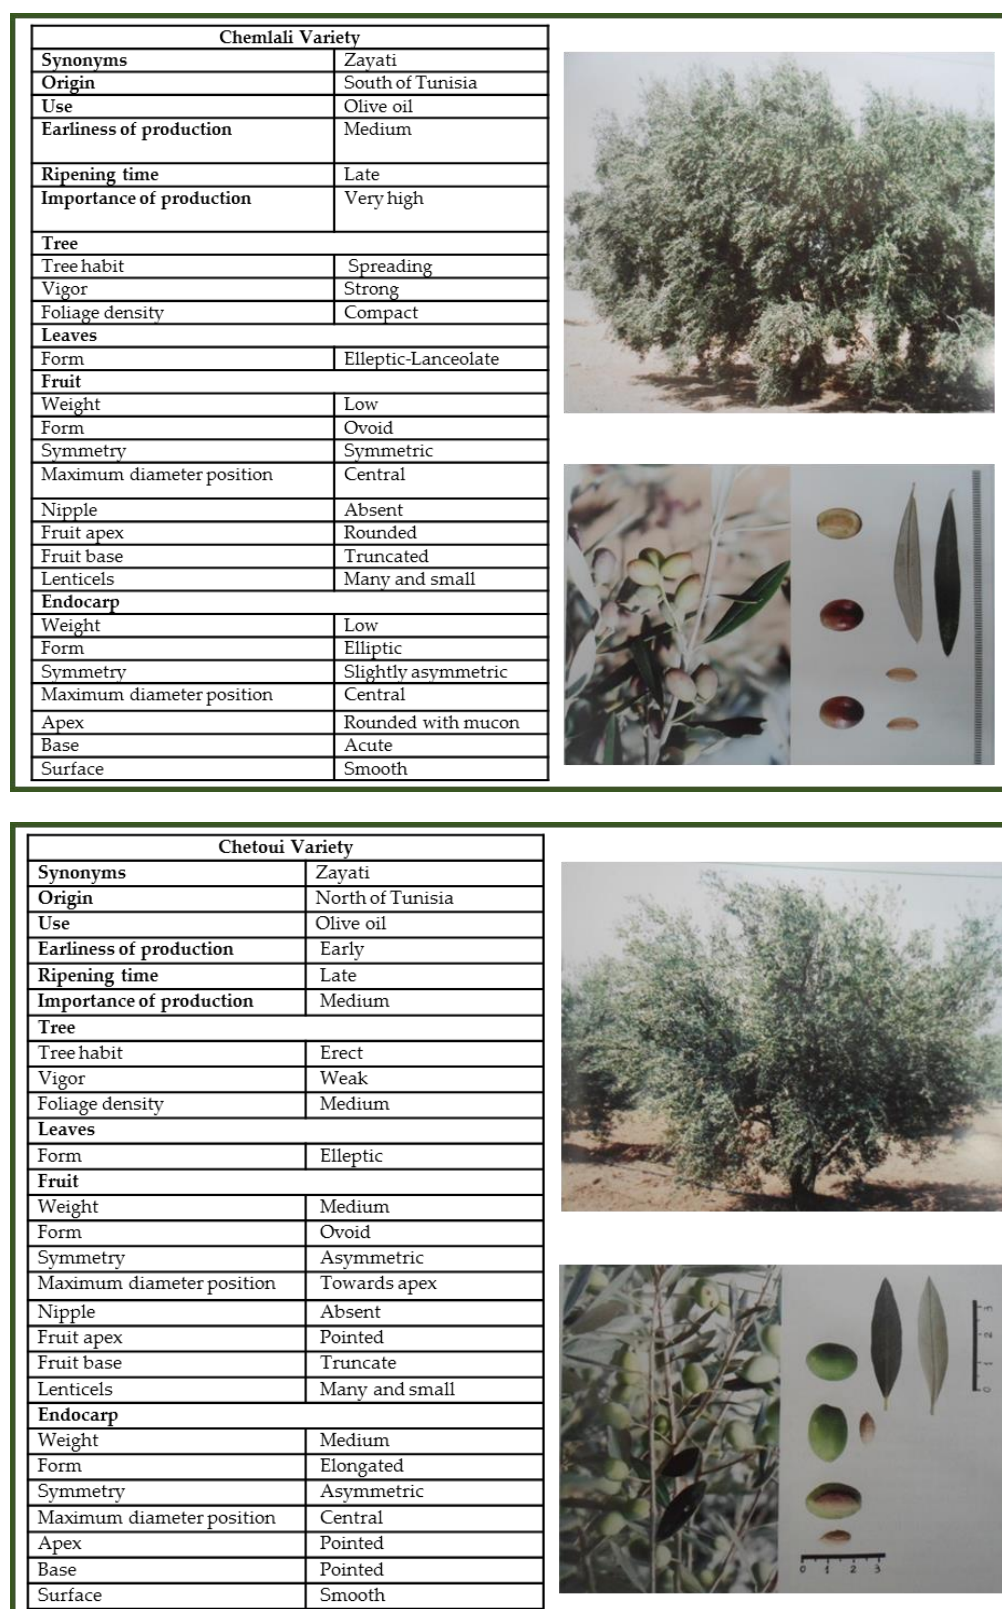 Chemlali Variety
Synonyms Zayati
Origin South of Tunisia
Use Olive oil
Earliness of production Medium
Ripening time Late
Importance of production Very high
Tree
Tree habit Spreading
Vigor Strong
Foliage density Compact
Leaves
Form Elleptic-Lanceolate
Fruit
Weight Low
Form Ovoid
Symmetry Symmetric
Maximum diameter position Central
Nipple Absent
Fruit apex Rounded
Fruit base Truncated
Lenticels Many and small
Endocarp
Weight Low
Form Elliptic
Symmetry Slightly asymmetric
Maximum diameter position Central
Apex Rounded with mucon
Base Acute
Surface Smooth
Chetoui Variety
Synonyms Zayati
Origin North of Tunisia
Use Olive oil
Earliness of production Early
Ripening time Late
Importance of production Medium
Tree
Tree habit Erect
Vigor Weak
Foliage density Medium
Leaves
Form Elleptic
Fruit
Weight Medium
Form Ovoid
Symmetry Asymmetric
Maximum diameter position Towards apex
Nipple Absent
Fruit apex Pointed
Fruit base Truncate
Lenticels Many and small
Endocarp
Weight Medium
Form Elongated
Symmetry Asymmetric
Maximum diameter position Central
Apex Pointed
Base Pointed
Surface Smooth
0 1 2 3
0 1 2 3